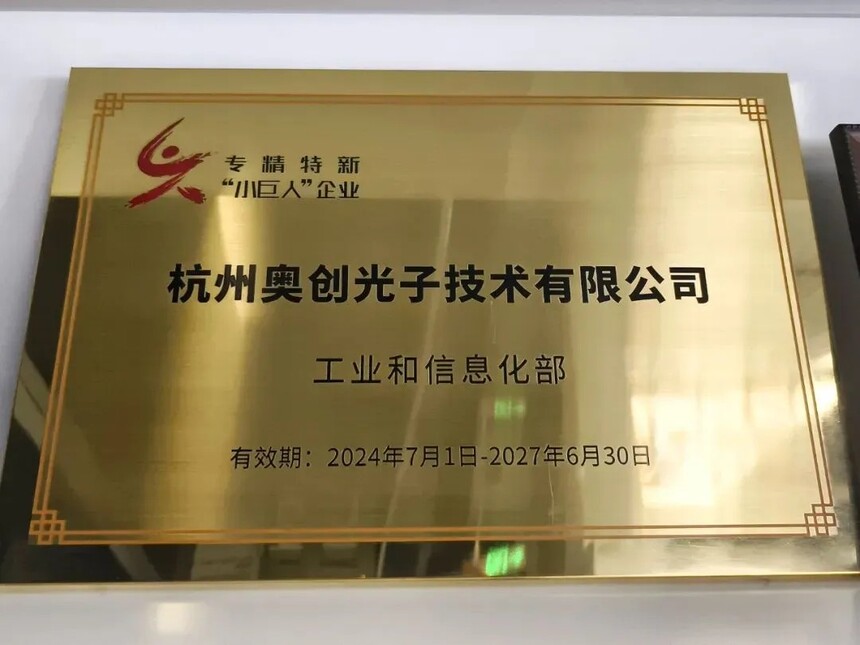 专精特新
“小巨人”企业
杭州奥创光子技术有限公司
工业和信息化部
有效期：2024年7月1日-2027年6月30日